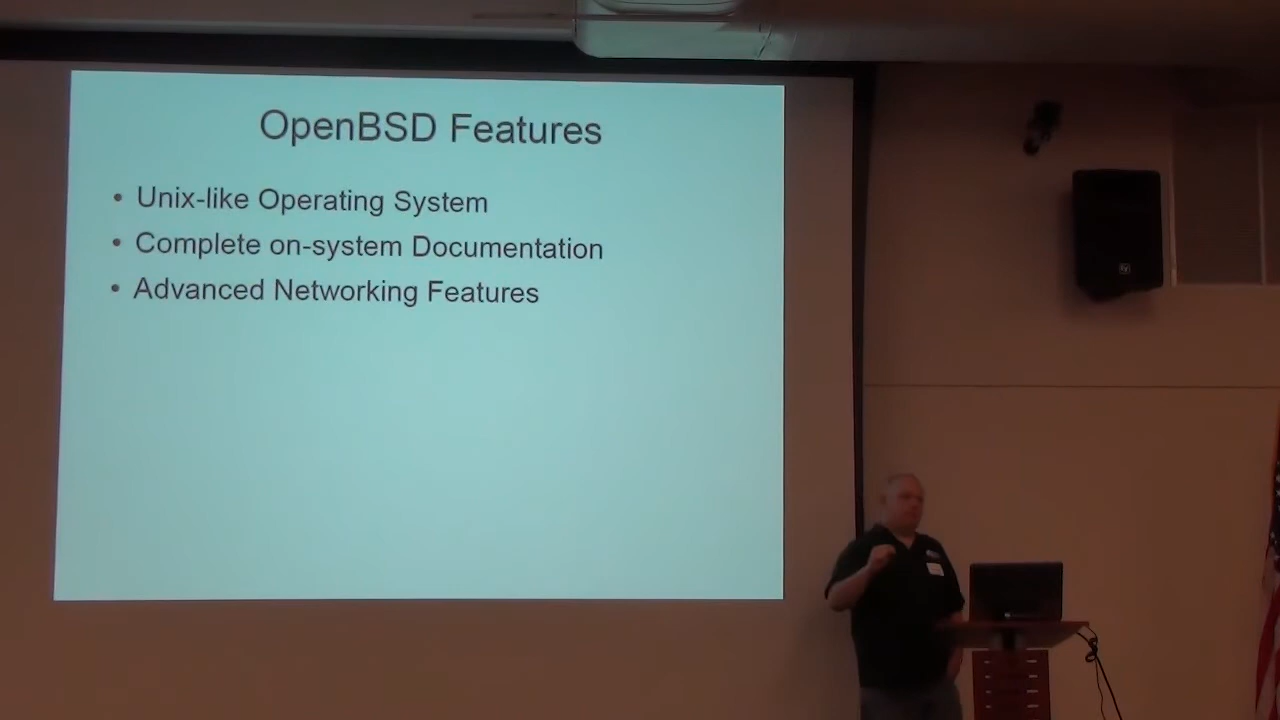 OpenBSD Features
• Unix-like Operating System
• Complete on-system Documentation
• Advanced Networking Features